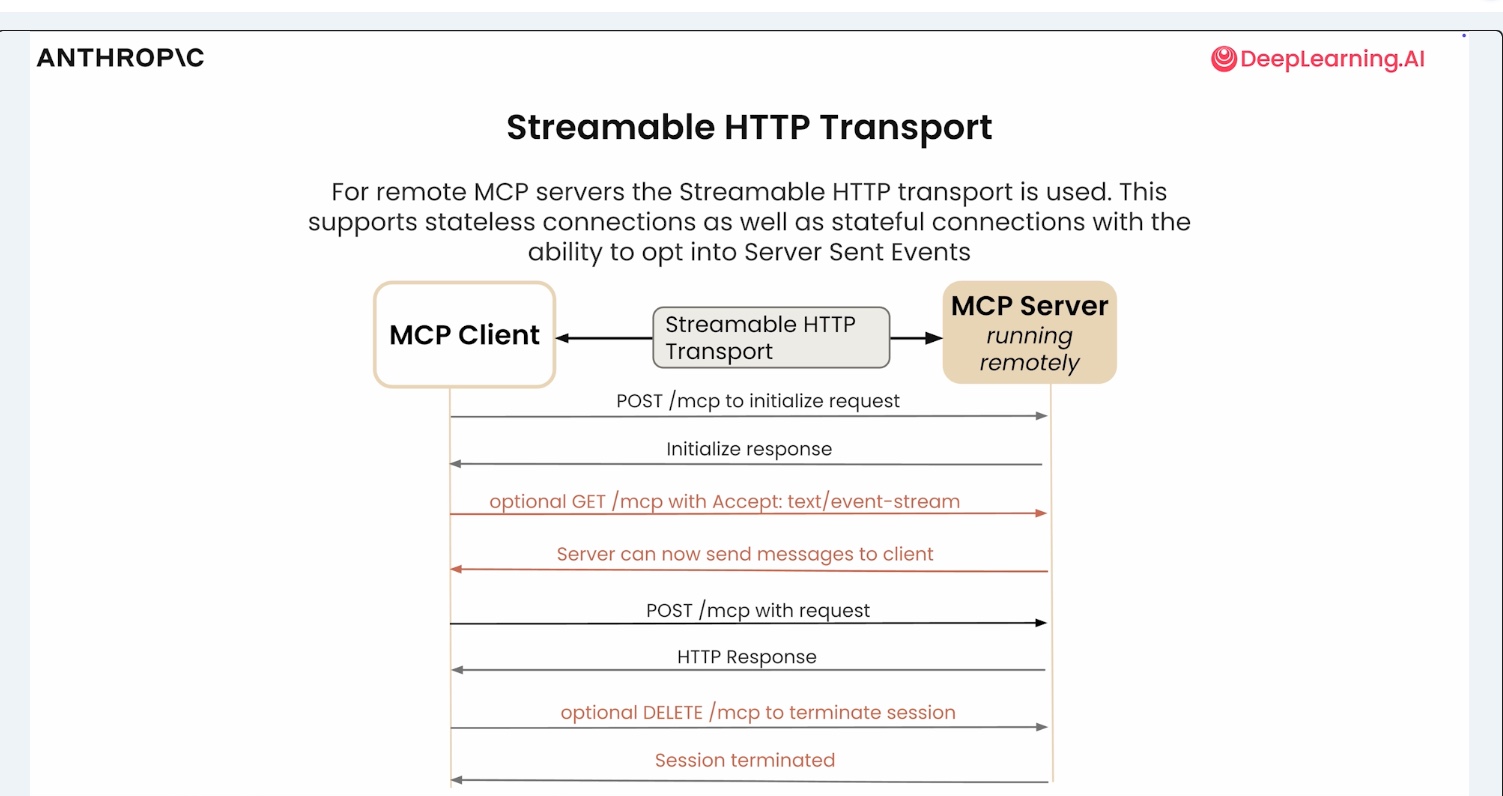 ANTHROP\C
DeepLearning.AI
Streamable HTTP Transport
For remote MCP servers the Streamable HTTP transport is used. This
supports stateless connections as well as stateful connections with the
ability to opt into Server Sent Events
MCP Client
Streamable HTTP
Transport
MCP Server
running
remotely
POST /mcp to initialize request
Initialize response
optional GET /mcp with Accept: text/event-stream
Server can now send messages to client
POST /mcp with request
HTTP Response
optional DELETE /mcp to terminate session
Session terminated